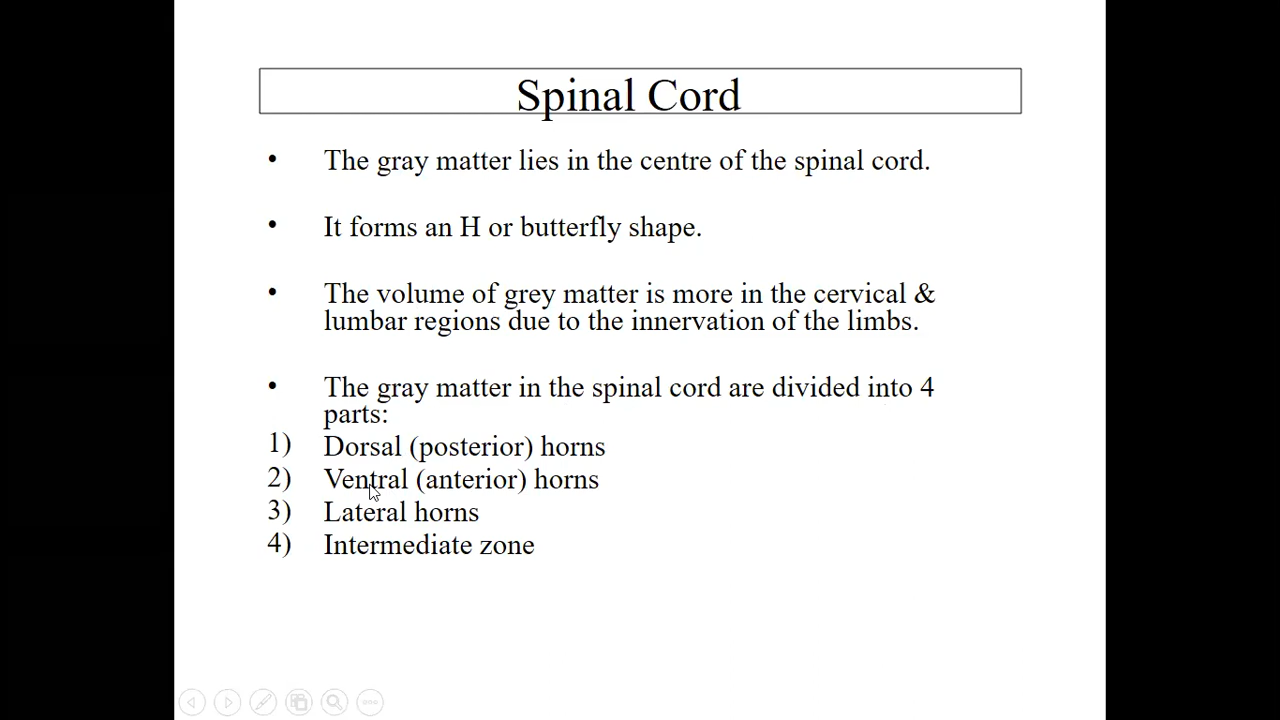 Spinal Cord
• The gray matter lies in the centre of the spinal cord.
• It forms an H or butterfly shape.
• The volume of grey matter is more in the cervical &
lumbar regions due to the innervation of the limbs.
• The gray matter in the spinal cord are divided into 4
parts:
1) Dorsal (posterior) horns
2) Ventral (anterior) horns
3) Lateral horns
4) Intermediate zone